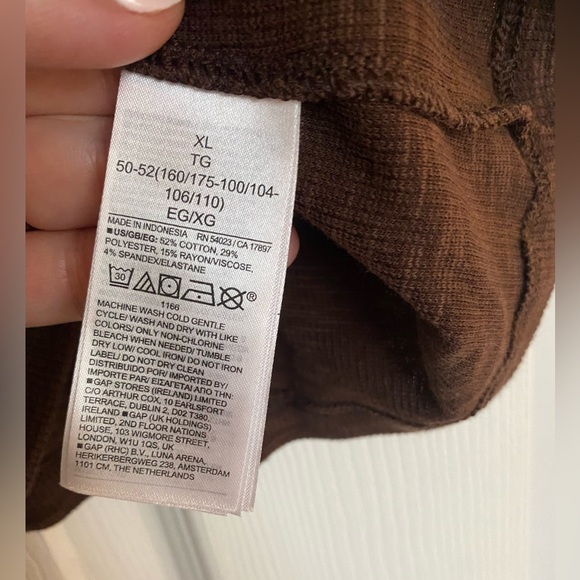 XL
TG
50-52(160/175-100/104-
106/110)
EG/XG
MADE IN INDONESIA RN 54023 / CA 17897
■ US/GB/EG: 52% COTTON, 29%
POLYESTER, 15% RAYON/VISCOSE,
4% SPANDEX/ELASTANE
30 ®
1166
MACHINE WASH COLD GENTLE
CYCLE/ WASH AND DRY WITH LIKE
COLORS/ ONLY NON-CHLORINE
BLEACH WHEN NEEDED/ TUMBLE
DRY LOW/ COOL IRON/ DO NOT IRON
LABEL/ DO NOT DRY CLEAN
IMPORTED BY/ IMPORTADO POR/
IMPORTE PAR/ ΕΙΣΑΓΕΤΑΙ ΑΠΟ:
■ GAP STORES (IRELAND) LIMITED
C/O ARTHUR COX, 10 EARLSFORT
TERRACE, DUBLIN 2, D02 T380,
IRELAND ■ GAP (UK HOLDINGS)
LIMITED, 2ND FLOOR NATIONS
HOUSE, 103 WIGMORE STREET,
LONDON, W1U 1QS, UK
■ GAP (RHC) B.V., LUNA ARENA,
HERIKERBERGWEG 238, AMSTERDAM
1101 CM, THE NETHERLANDS